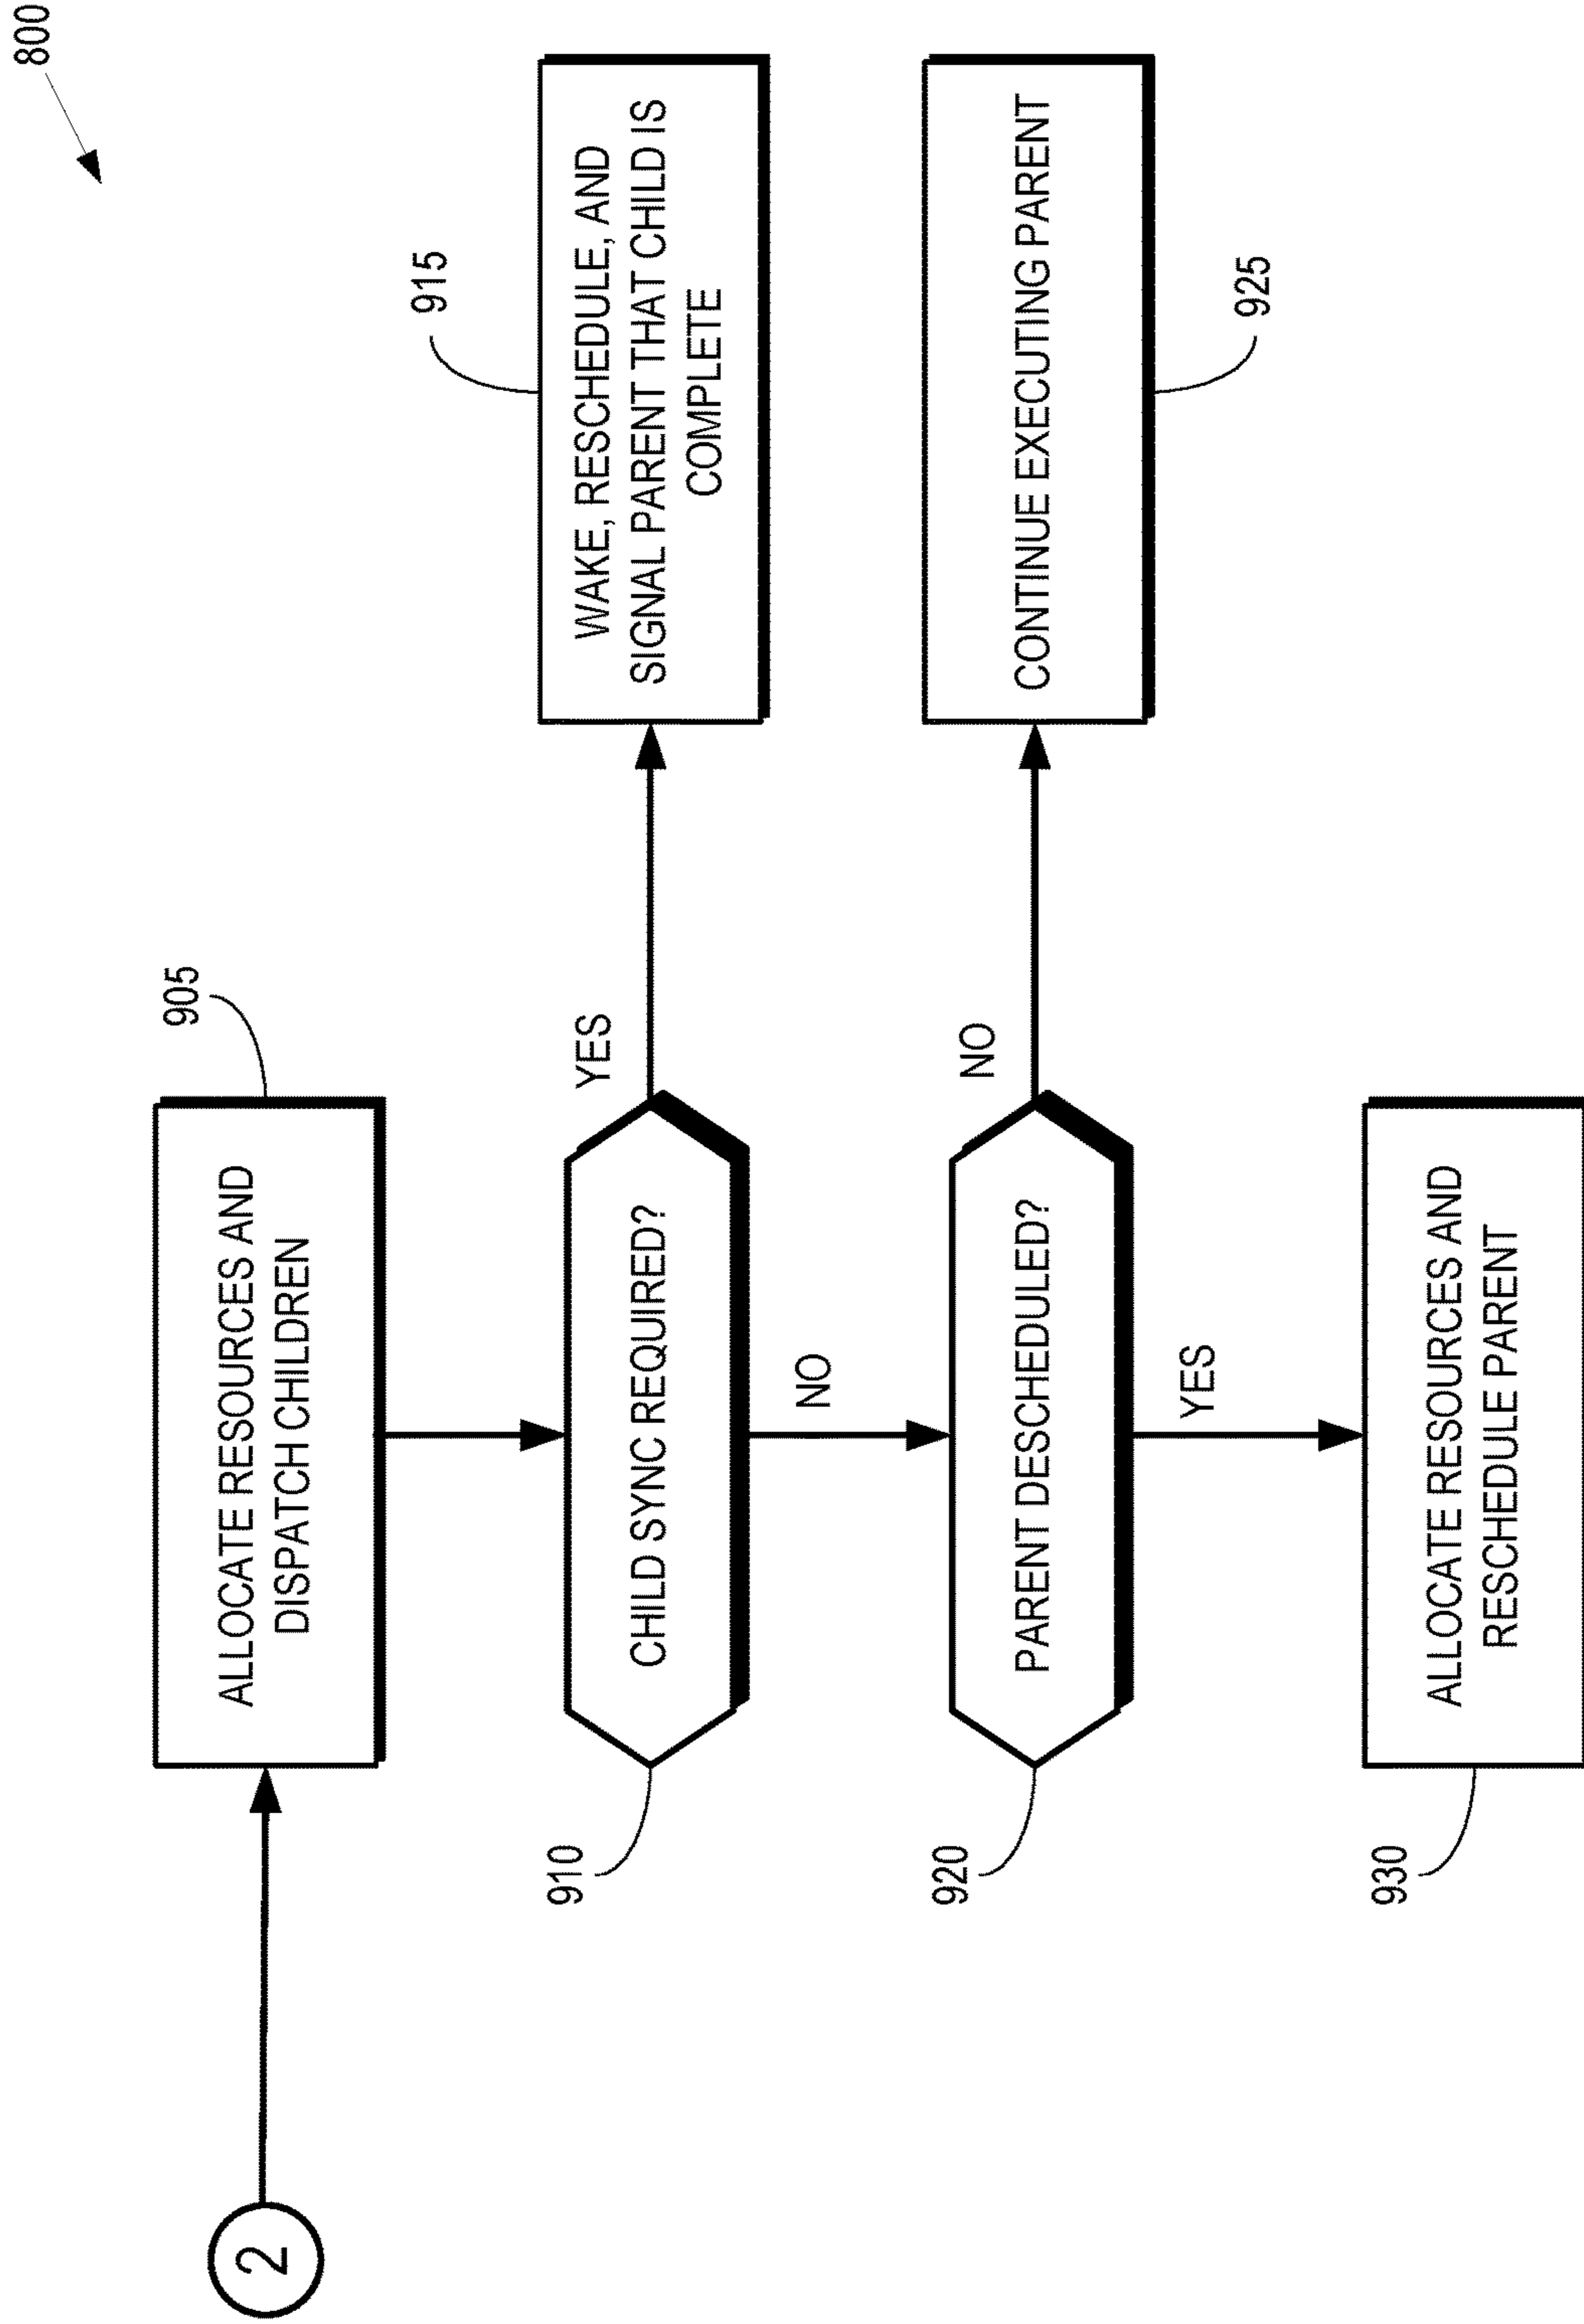 800
2
905
ALLOCATE RESOURCES AND
DISPATCH CHILDREN
910
CHILD SYNC REQUIRED?
YES
915
WAKE, RESCHEDULE, AND
SIGNAL PARENT THAT CHILD IS
COMPLETE
NO
920
PARENT DESCHEDULED?
NO
CONTINUE EXECUTING PARENT
925
YES
930
ALLOCATE RESOURCES AND
RESCHEDULE PARENT